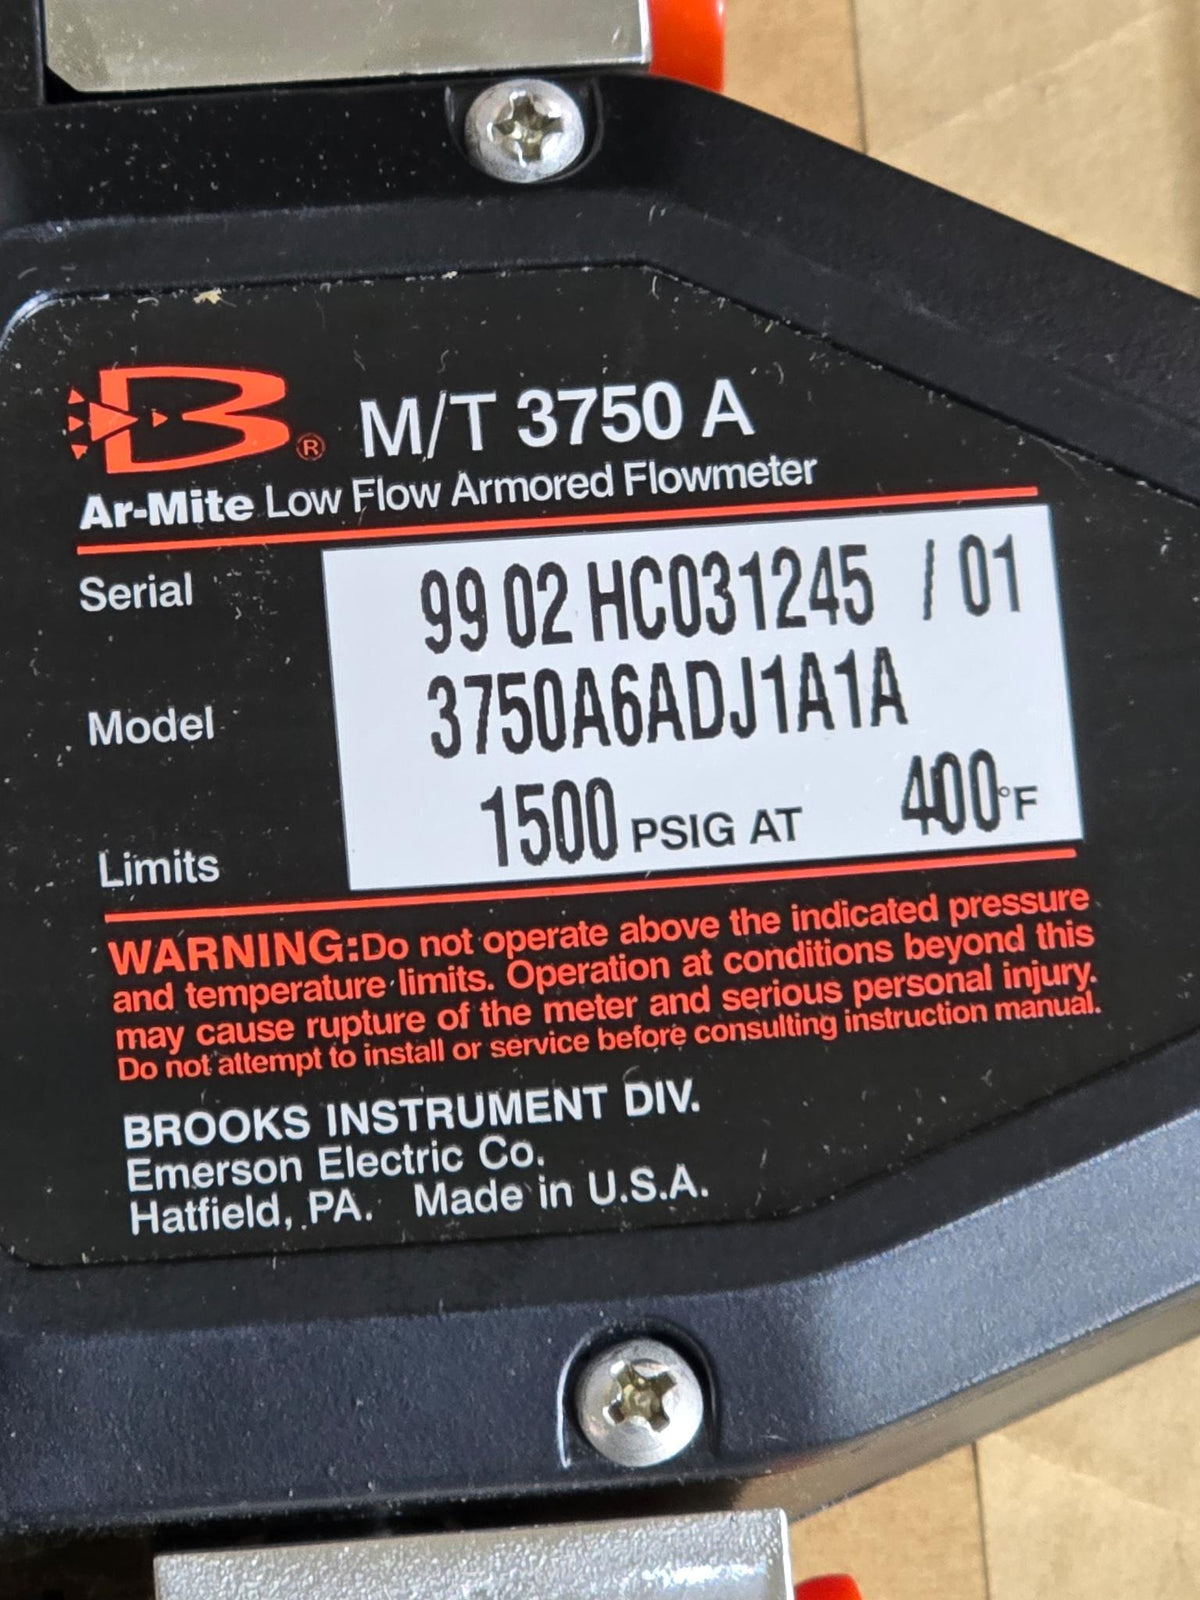 B® M/T 3750 A
Ar-Mite Low Flow Armored Flowmeter
Serial 99 02 HC031245 / 01
Model 3750A6ADJ1A1A
Limits 1500 PSIG AT 400°F
WARNING:Do not operate above the indicated pressure
and temperature limits. Operation at conditions beyond this
may cause rupture of the meter and serious personal injury.
Do not attempt to install or service before consulting instruction manual.
BROOKS INSTRUMENT DIV.
Emerson Electric Co.
Hatfield, PA. Made in U.S.A.